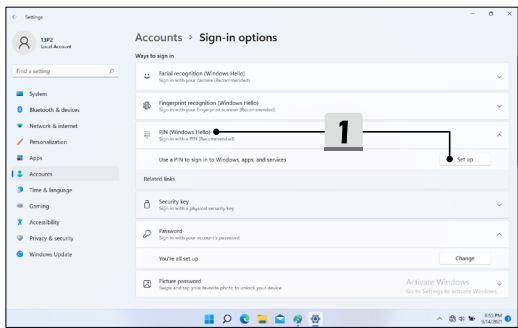 Settings
13P2
Local Account
Find a setting
System
Bluetooth & devices
Network & internet
Personalization
Apps
Accounts
Time & language
Gaming
Accessibility
Privacy & security
Windows Update
Accounts > Sign-in options
Ways to sign in
Facial recognition (Windows Hello)
Sign in with your camera (Recommended)
Fingerprint recognition (Windows Hello)
Sign in with your fingerprint scanner (Recommended)
PIN (Windows Hello)
Sign in with a PIN (Recommended)
1
Use a PIN to sign in to Windows, apps, and services
Set up
Related links
Security key
Sign in with a physical security key
Password
Sign in with your account's password
You're all set up
Change
Picture password
Swipe and tap your favorite photo to unlock your device
Activate Windows
Go to Settings to activate Windows.
6:55 PM
9/14/2021